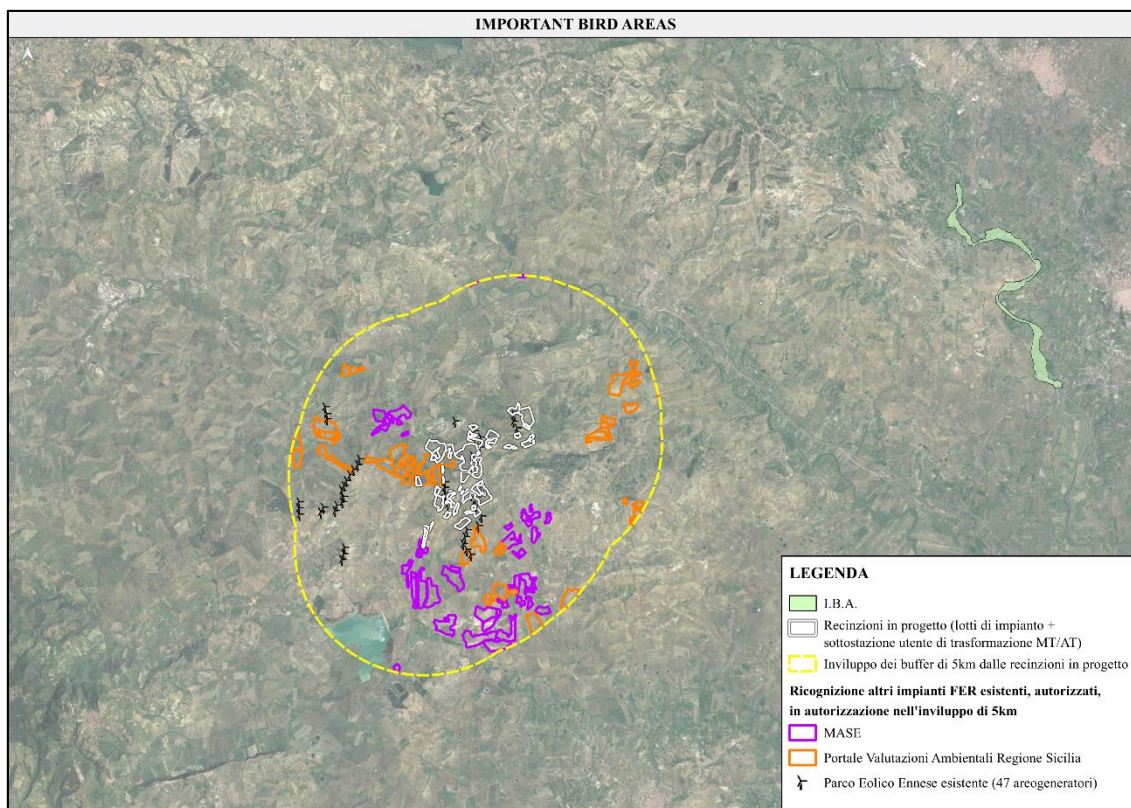 IMPORTANT BIRD AREAS
LEGENDA
I.B.A.
Recinzioni in progetto (lotti di impianto +
sottostazione utente di trasformazione MT/AT)
Inviluppo dei buffer di 5km dalle recinzioni in progetto
Ricognizione altri impianti FER esistenti, autorizzati,
in autorizzazione nell'inviluppo di 5km
MASE
Portale Valutazioni Ambientali Regione Sicilia
Parco Eolico Ennese esistente (47 areogeneratori)